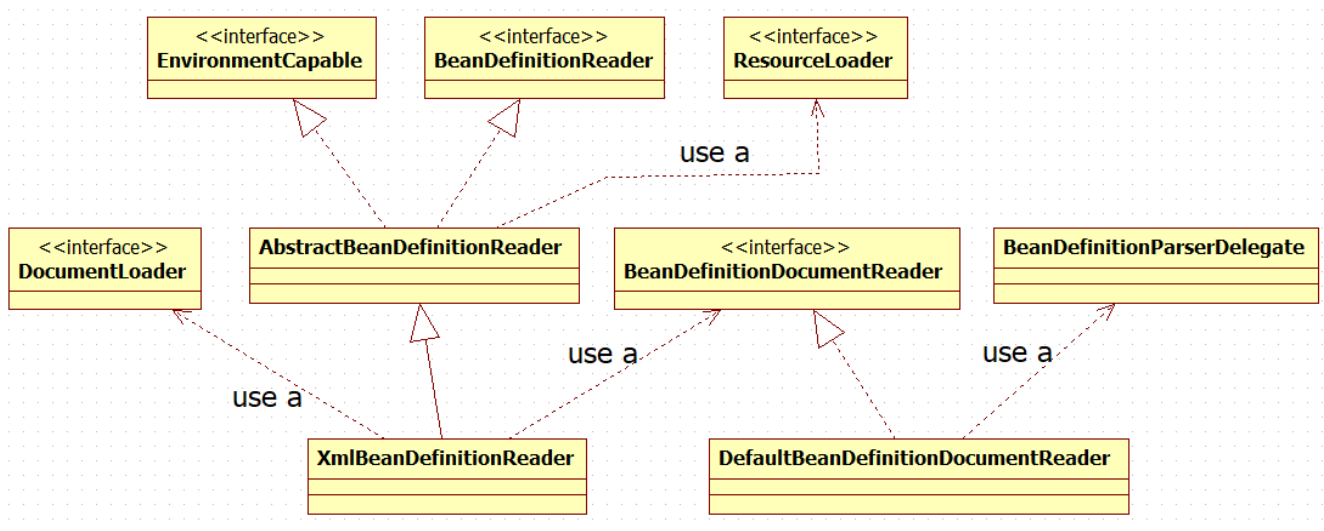 <<interface>>
EnvironmentCapable
<<interface>>
BeanDefinitionReader
<<interface>>
ResourceLoader
use a
<<interface>>
DocumentLoader
AbstractBeanDefinitionReader
<<interface>>
BeanDefinitionDocumentReader
BeanDefinitionParserDelegate
use a
use a
use a
XmlBeanDefinitionReader
DefaultBeanDefinitionDocumentReader